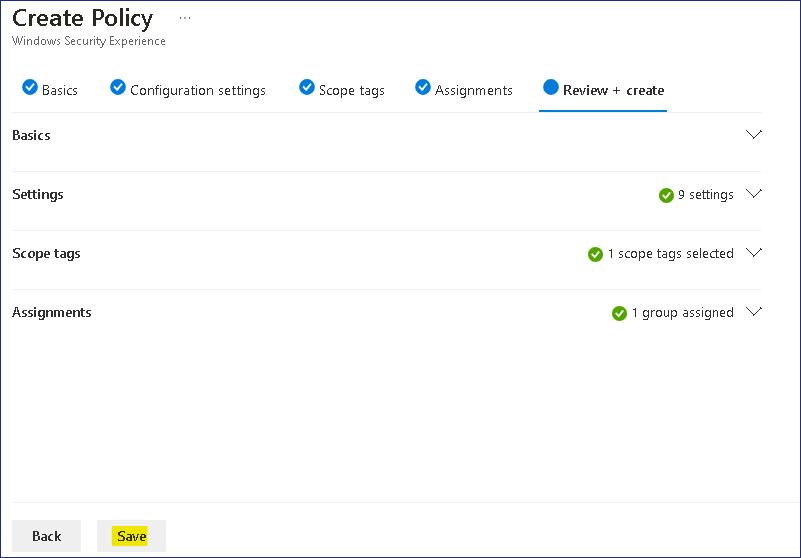 Create Policy ...
Windows Security Experience
Basics Configuration settings Scope tags Assignments Review + create
Basics
Settings 9 settings
Scope tags 1 scope tags selected
Assignments 1 group assigned
Back Save